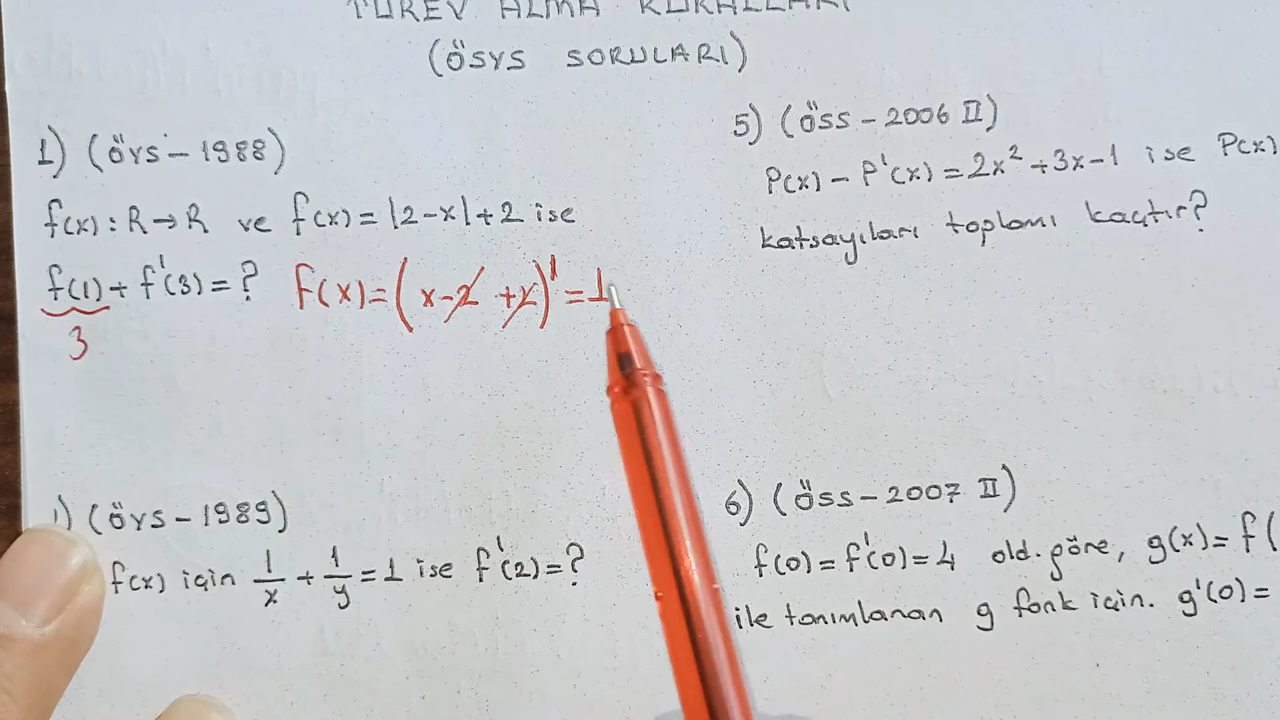 TÜREV ALMA KURALLARI
(ÖSYS SORULARI)
1) (ÖYS - 1988)
f(x) : R → R ve f(x) = |2-x| + 2 ise
f(1) + f'(3) = ? f(x) = (x-2 +2)' = 1
3
1) (ÖYS - 1989)
f(x) için 1/x + 1/y = 1 ise f'(2) = ?
5) (ÖSS - 2006 II)
P(x) - P'(x) = 2x² + 3x - 1 ise P(x)
katsayıları toplamı kaçtır?
6) (ÖSS - 2007 II)
f(0) = f'(0) = 4 old. göre, g(x) = f(
ile tanımlanan g fonk için. g'(0) =